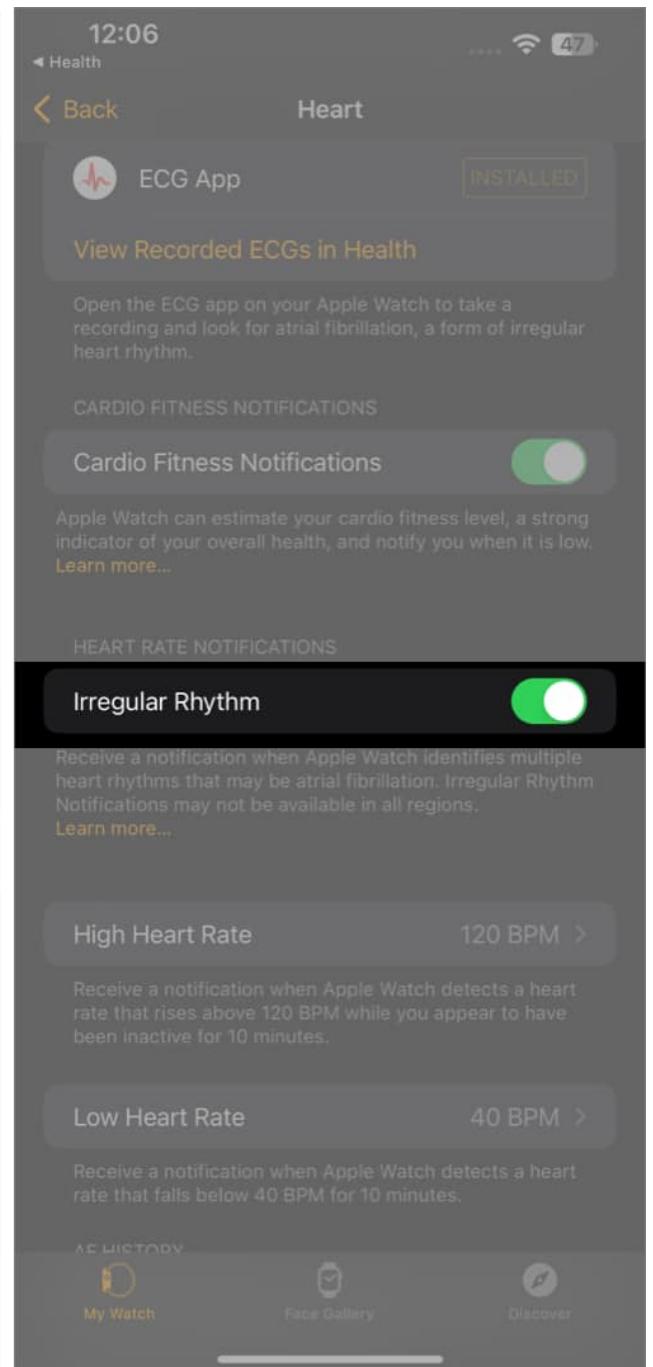 12:06
47
◀ Health
Back
Heart
ECG App
INSTALLED
View Recorded ECGs in Health
Open the ECG app on your Apple Watch to take a
recording and look for atrial fibrillation, a form of irregular
heart rhythm.
CARDIO FITNESS NOTIFICATIONS
Cardio Fitness Notifications
Apple Watch can estimate your cardio fitness level, a strong
indicator of your overall health, and notify you when it is low.
Learn more...
HEART RATE NOTIFICATIONS
Irregular Rhythm
Receive a notification when Apple Watch identifies multiple
heart rhythms that may be atrial fibrillation. Irregular Rhythm
Notifications may not be available in all regions.
Learn more...
High Heart Rate
120 BPM >
Receive a notification when Apple Watch detects a heart
rate that rises above 120 BPM while you appear to have
been inactive for 10 minutes.
Low Heart Rate
40 BPM >
Receive a notification when Apple Watch detects a heart
rate that falls below 40 BPM for 10 minutes.
AF HISTORY
My Watch
Face Gallery
Discover